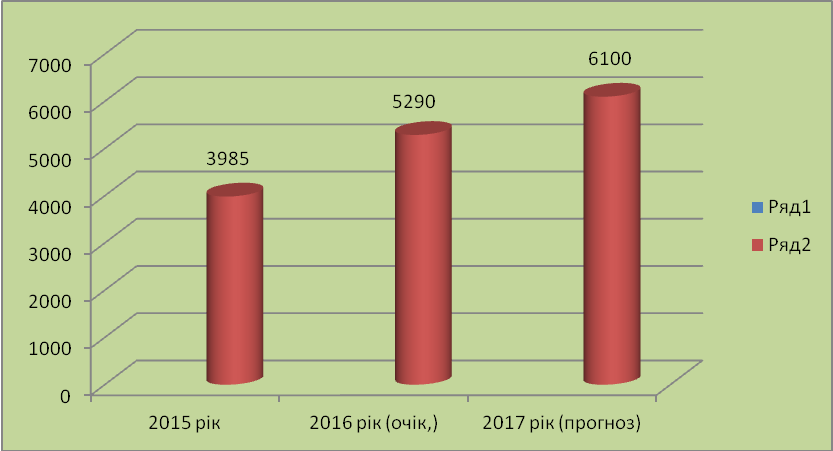 7000
6000
5000
4000
3000
2000
1000
0
3985
5290
6100
2015 рік
2016 рік (очік,)
2017 рік (прогноз)
Ряд1
Ряд2